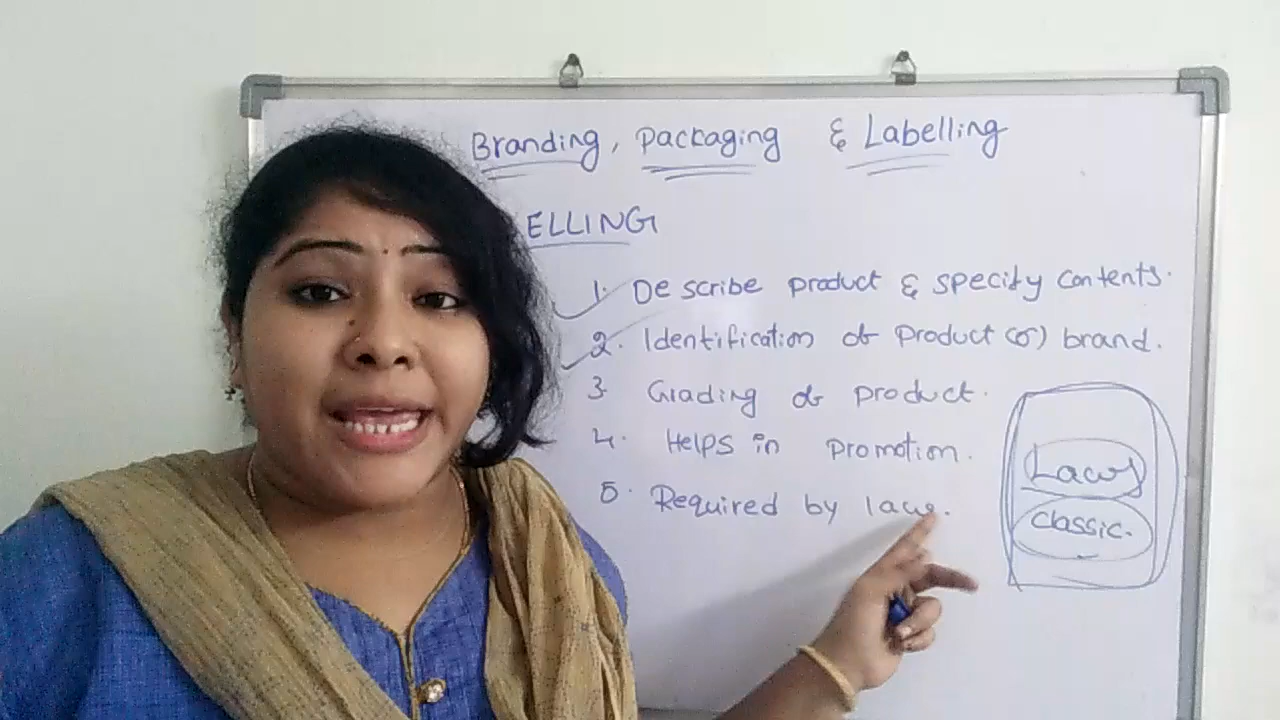 Branding, Packaging & Labelling
ELLING
1. Describe product & specify contents.
2. Identification of Product (or) brand.
3. Grading of product.
4. Helps in promotion.
5. Required by law.
classic.